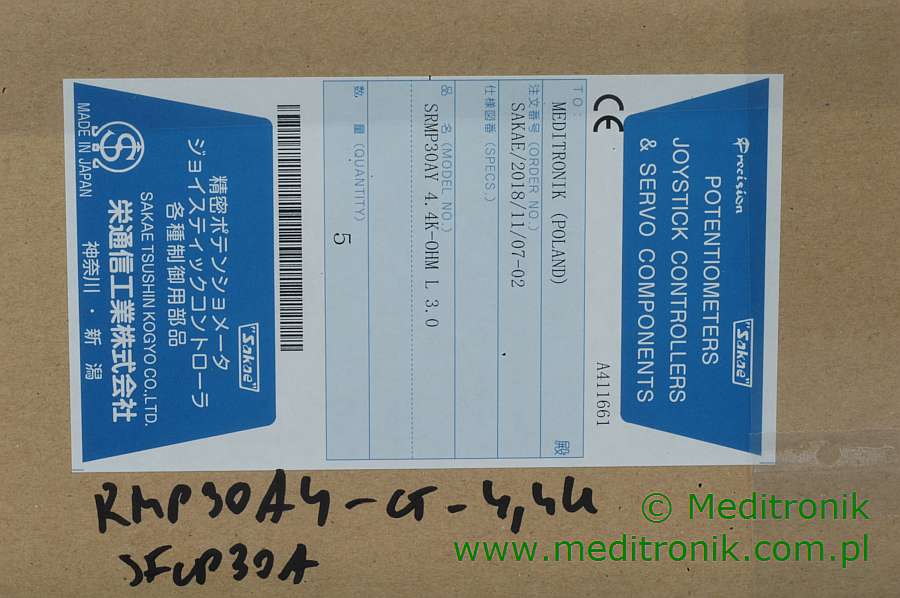 Precision
POTENTIOMETERS
JOYSTICK CONTROLLERS
& SERVO COMPONENTS
"Sakae"
CE
A411661
TO:
MEDITRONIK (POLAND)
殿
注文番号 (ORDER NO.)
SAKAE/2018/11/07-02
仕様図番 (SPECS.)
品 名 (MODEL NO.)
SRMP30AY 4.4K-OHM L 3.0
数 量 (QUANTITY)
5
"Sakae"
精密ポテンショメータ
ジョイスティックコントローラ
各種制御用部品
SAKAE TSUSHIN KOGYO CO.,LTD.
栄通信工業株式会社
神奈川・新潟
MADE IN JAPAN
RMP30A4-CT-4,4k
© Meditronik
www.meditronik.com.pl